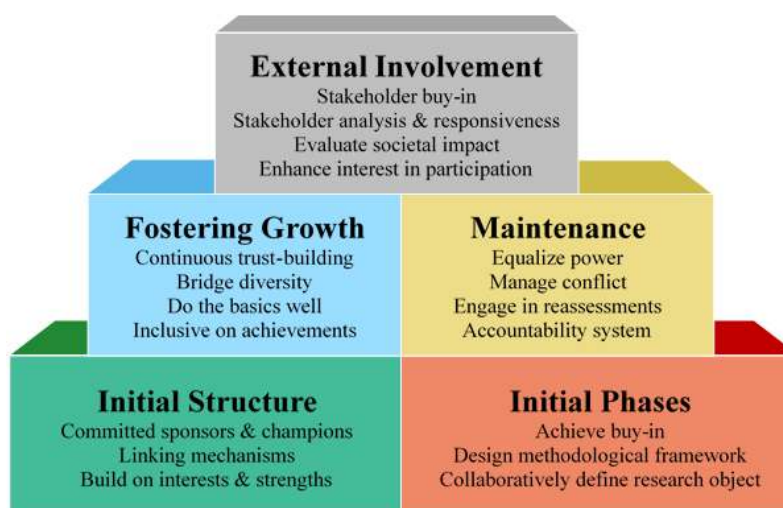 External Involvement
Stakeholder buy-in
Stakeholder analysis & responsiveness
Evaluate societal impact
Enhance interest in participation
Fostering Growth
Continuous trust-building
Bridge diversity
Do the basics well
Inclusive on achievements
Maintenance
Equalize power
Manage conflict
Engage in reassessments
Accountability system
Initial Structure
Committed sponsors & champions
Linking mechanisms
Build on interests & strengths
Initial Phases
Achieve buy-in
Design methodological framework
Collaboratively define research object